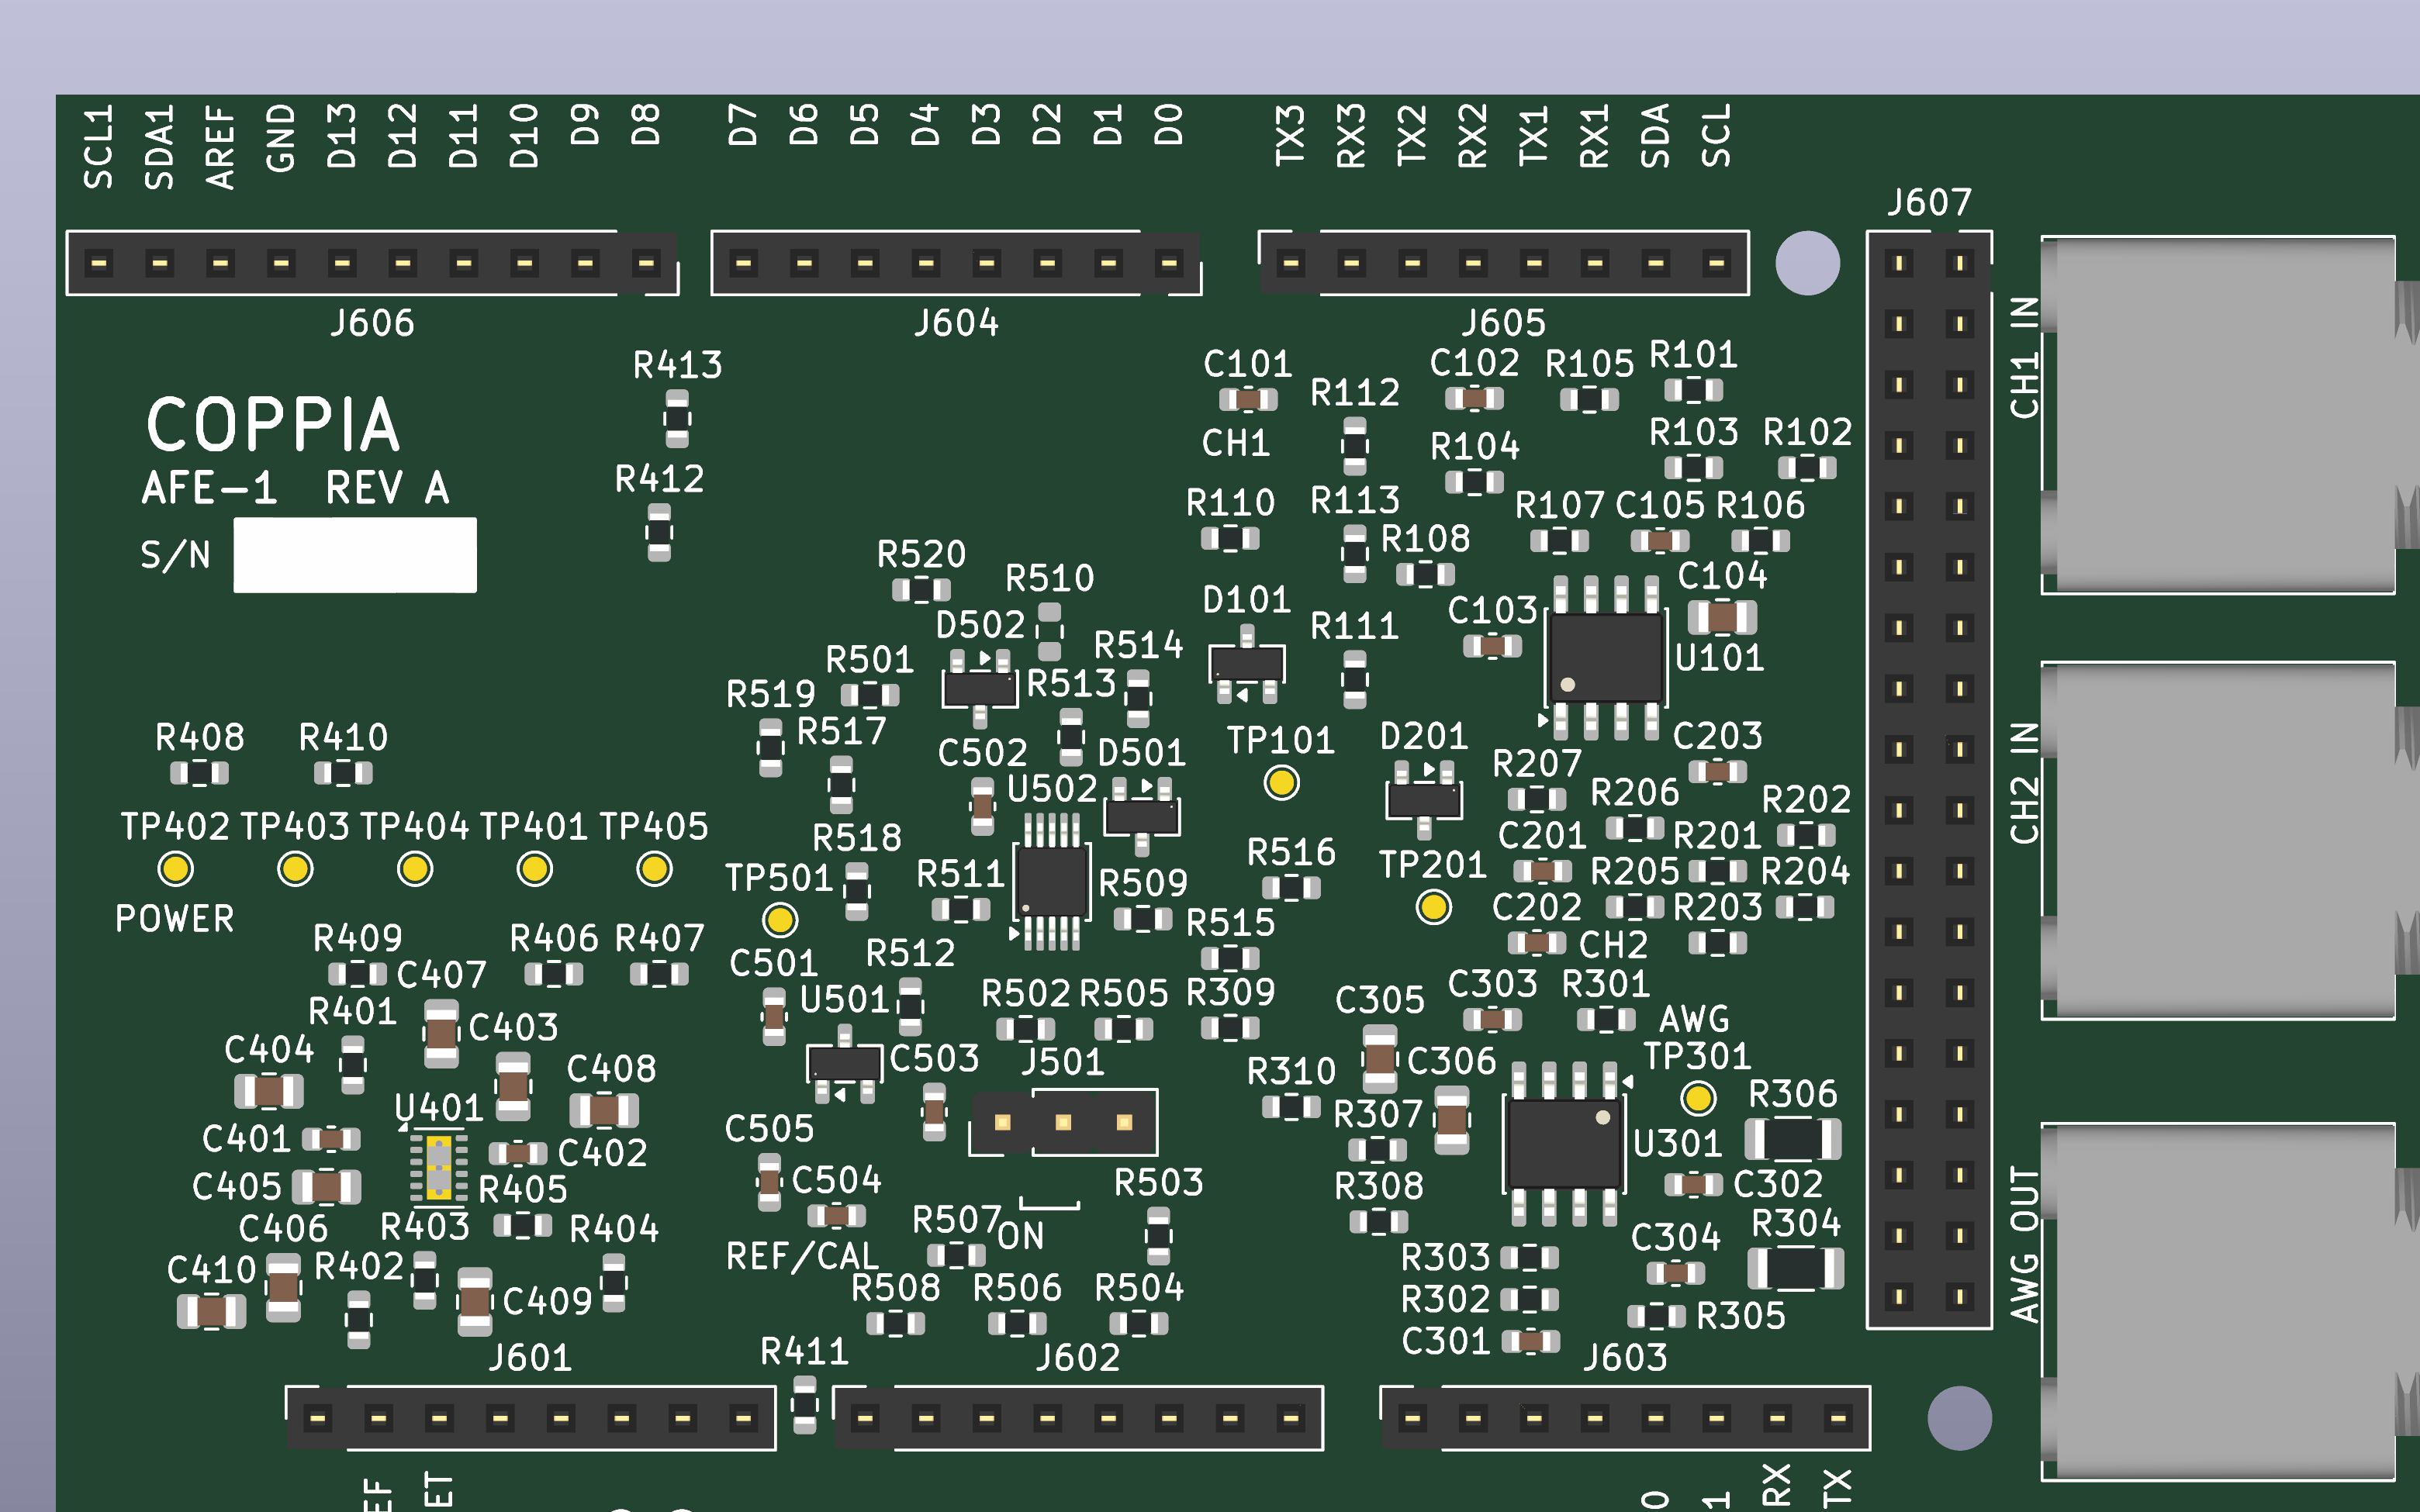 SCL1 SDA1 AREF GND D13 D12 D11 D10 D9 D8 D7 D6 D5 D4 D3 D2 D1 D0 TX3 RX3 TX2 RX2 TX1 RX1 SDA SCL
J607
J606 J604 J605
CH1 IN
R413 C101 R112 C102 R105 R101
COPPIA
CH1 R104 R103 R102
AFE-1 REV A
R412 R110 R113 R107 C105 R106
S/N
R520 R510 R108 C104
D502 R514 D101 R111 C103 U101
R501 R513
R519 R517
R408 R410 C502 D501 TP101 D201 R207 C203
CH2 IN
U502 R206 R202
TP402 TP403 TP404 TP401 TP405 R518 C201 R201
TP501 R511 R509 R516 TP201 R205 R204
POWER C202 R203
R409 R406 R407 R515 CH2
C407 C501 R512
R401 U501 R502 R505 R309 C305 C303 R301
C403 AWG
C404 C408 C503 J501 R310 C306 TP301
U401 R307 R306
C401 C402 C505 U301
C405 R405 C504 R503 R308 C302
C406 R403 R404 R507 ON C304 R304
AWG OUT
REF/CAL R303
C410 R402 C409 R508 R506 R504 R302 R305
R411 C301
J601 J602 J603
RX TX